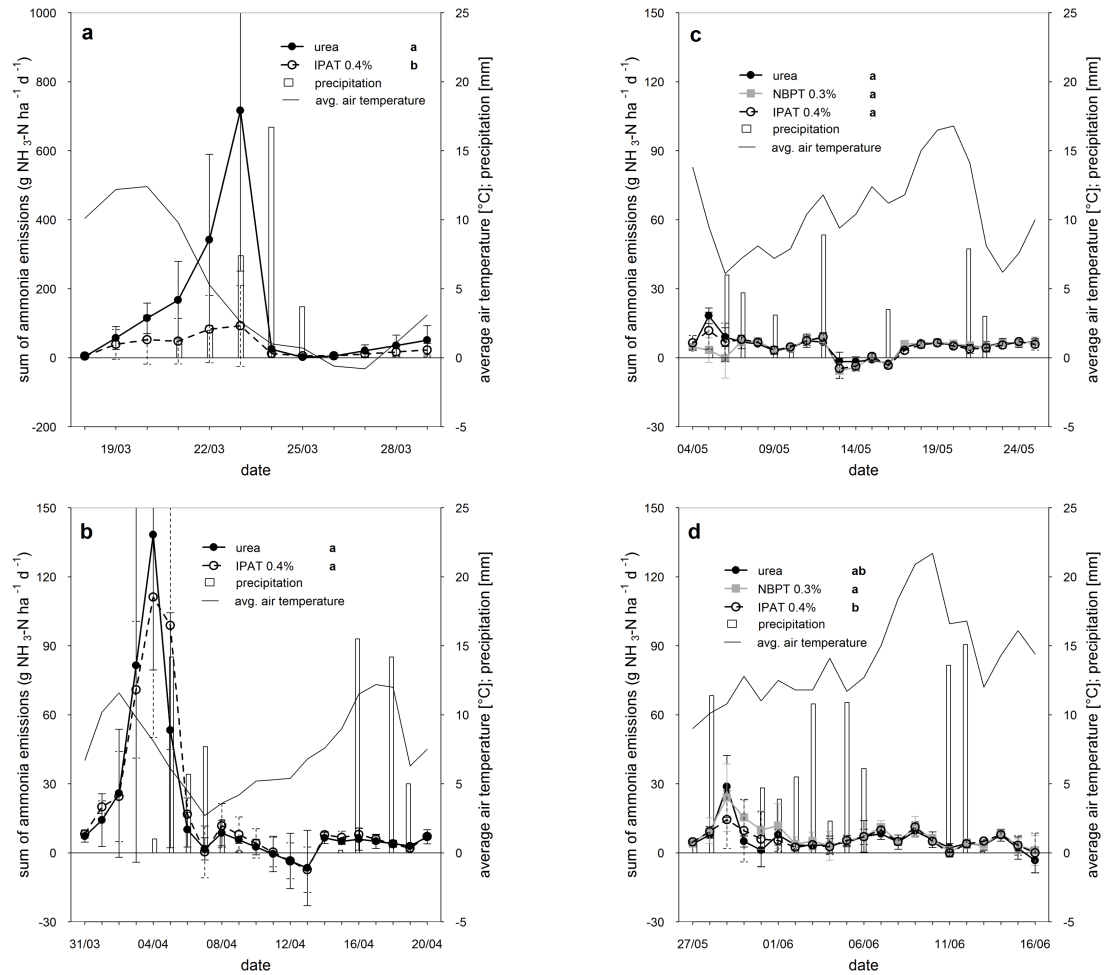 a
urea a
IPAT 0.4% b
precipitation
avg. air temperature
1000
800
600
400
200
0
-200
25
20
15
10
5
0
-5
sum of ammonia emissions (g NH 3-N ha -1 d -1)
average air temperature [°C]; precipitation [mm]
19/03 22/03 25/03 28/03
date
c
urea a
NBPT 0.3% a
IPAT 0.4% a
precipitation
avg. air temperature
150
120
90
60
30
0
-30
25
20
15
10
5
0
-5
sum of ammonia emissions (g NH 3-N ha -1 d -1)
average air temperature [°C]; precipitation [mm]
04/05 09/05 14/05 19/05 24/05
date
b
urea a
IPAT 0.4% a
precipitation
avg. air temperature
150
120
90
60
30
0
-30
25
20
15
10
5
0
-5
sum of ammonia emissions (g NH 3-N ha -1 d -1)
average air temperature [°C]; precipitation [mm]
31/03 04/04 08/04 12/04 16/04 20/04
date
d
urea ab
NBPT 0.3% a
IPAT 0.4% b
precipitation
avg. air temperature
150
120
90
60
30
0
-30
25
20
15
10
5
0
-5
sum of ammonia emissions (g NH 3-N ha -1 d -1)
average air temperature [°C]; precipitation [mm]
27/05 01/06 06/06 11/06 16/06
date